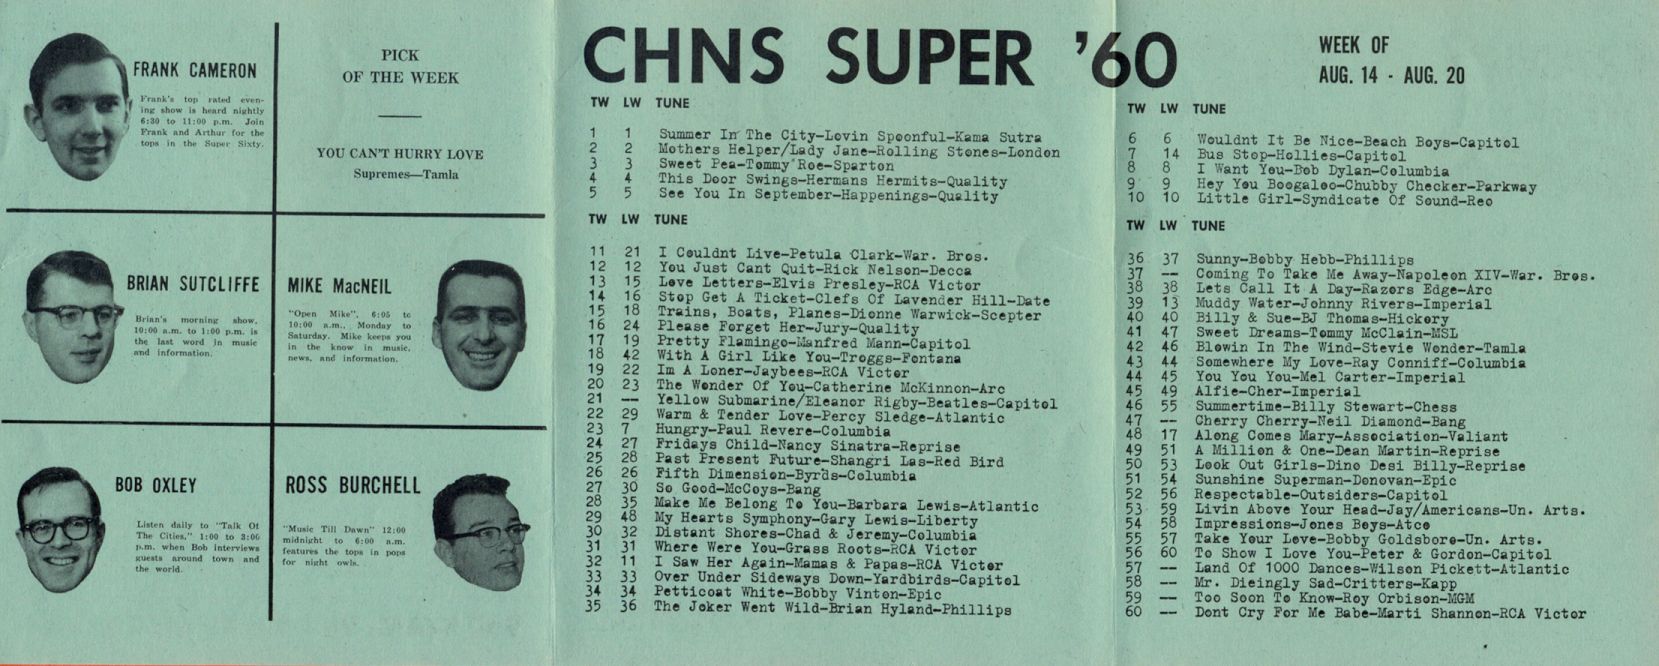 FRANK CAMERON
Frank's top rated even-
ing show is heard nightly
6:30 to 11:00 p.m. Join
Frank and Arthur for the
tops in the Super Sixty.
PICK
OF THE WEEK
YOU CAN'T HURRY LOVE
Supremes—Tamla
BRIAN SUTCLIFFE
Brian's morning show,
10:00 a.m. to 1:00 p.m. is
the last word in music
and information.
MIKE MacNEIL
"Open Mike", 6:05 to
10:00 a.m., Monday to
Saturday. Mike keeps you
in the know in music,
news, and information.
BOB OXLEY
Listen daily to "Talk Of
The Cities," 1:00 to 3:00
p.m. when Bob interviews
guests around town and
the world.
ROSS BURCHELL
"Music Till Dawn" 12:00
midnight to 6:00 a.m.
features the tops in pops
for night owls.
CHNS SUPER '60
WEEK OF
AUG. 14 - AUG. 20
TW LW TUNE
1 1 Summer In The City-Lovin Spoonful-Kama Sutra
2 2 Mothers Helper/Lady Jane-Rolling Stones-London
3 3 Sweet Pea-Tommy Roe-Sparton
4 4 This Door Swings-Hermans Hermits-Quality
5 5 See You In September-Happenings-Quality
TW LW TUNE
6 6 Wouldnt It Be Nice-Beach Boys-Capitol
7 14 Bus Stop-Hollies-Capitol
8 8 I Want You-Bob Dylan-Columbia
9 9 Hey You Boogaloo-Chubby Checker-Parkway
10 10 Little Girl-Syndicate Of Sound-Reo
TW LW TUNE
11 21 I Couldnt Live-Petula Clark-War. Bros.
12 12 You Just Cant Quit-Rick Nelson-Decca
13 15 Love Letters-Elvis Presley-RCA Victor
14 16 Stop Get A Ticket-Clefs Of Lavender Hill-Date
15 18 Trains, Boats, Planes-Dionne Warwick-Scepter
16 24 Please Forget Her-Jury-Quality
17 19 Pretty Flamingo-Manfred Mann-Capitol
18 42 With A Girl Like You-Troggs-Fontana
19 22 Im A Loner-Jaybees-RCA Victor
20 23 The Wonder Of You-Catherine McKinnon-Arc
21 -- Yellow Submarine/Eleanor Rigby-Beatles-Capitol
22 29 Warm & Tender Love-Percy Sledge-Atlantic
23 7 Hungry-Paul Revere-Columbia
24 27 Fridays Child-Nancy Sinatra-Reprise
25 28 Past Present Future-Shangri Las-Red Bird
26 26 Fifth Dimension-Byrds-Columbia
27 30 So Good-McCoys-Bang
28 35 Make Me Belong To You-Barbara Lewis-Atlantic
29 48 My Hearts Symphony-Gary Lewis-Liberty
30 32 Distant Shores-Chad & Jeremy-Columbia
31 31 Where Were You-Grass Roots-RCA Victor
32 11 I Saw Her Again-Mamas & Papas-RCA Victor
33 33 Over Under Sideways Down-Yardbirds-Capitol
34 34 Petticoat White-Bobby Vinton-Epic
35 36 The Joker Went Wild-Brian Hyland-Phillips
TW LW TUNE
36 37 Sunny-Bobby Hebb-Phillips
37 -- Coming To Take Me Away-Napoleon XIV-War. Bros.
38 38 Lets Call It A Day-Razors Edge-Arc
39 13 Muddy Water-Johnny Rivers-Imperial
40 40 Billy & Sue-BJ Thomas-Hickory
41 47 Sweet Dreams-Tommy McClain-MSL
42 46 Blowin In The Wind-Stevie Wonder-Tamla
43 44 Somewhere My Love-Ray Conniff-Columbia
44 45 You You You-Mel Carter-Imperial
45 49 Alfie-Cher-Imperial
46 55 Summertime-Billy Stewart-Chess
47 -- Cherry Cherry-Neil Diamond-Bang
48 17 Along Comes Mary-Association-Valiant
49 51 A Million & One-Dean Martin-Reprise
50 53 Look Out Girls-Dino Desi Billy-Reprise
51 54 Sunshine Superman-Donovan-Epic
52 56 Respectable-Outsiders-Capitol
53 59 Livin Above Your Head-Jay/Americans-Un. Arts.
54 58 Impressions-Jones Boys-Atco
55 57 Take Your Love-Bobby Goldsboro-Un. Arts.
56 60 To Show I Love You-Peter & Gordon-Capitol
57 -- Land Of 1000 Dances-Wilson Pickett-Atlantic
58 -- Mr. Dieingly Sad-Critters-Kapp
59 -- Too Soon To Know-Roy Orbison-MGM
60 -- Dont Cry For Me Babe-Marti Shannon-RCA Victor